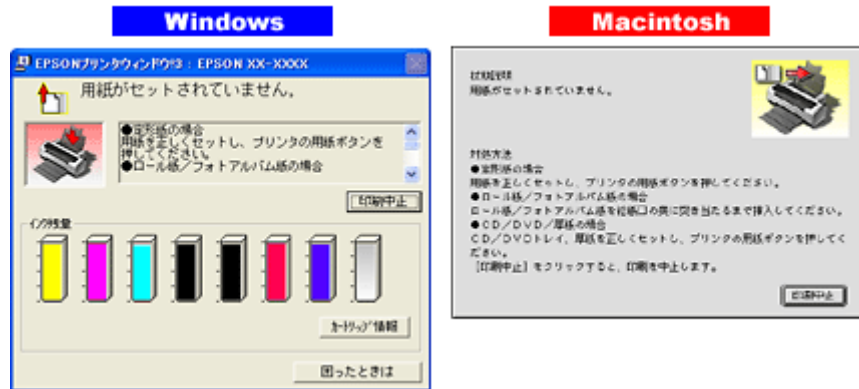 Windows
EPSONプリンタウィンドウ!3 : EPSON XX-XXXX
用紙がセットされていません。
●定形紙の場合
用紙を正しくセットし、プリンタの用紙ボタンを
押してください。
●ロール紙/フォトアルバム紙の場合
印刷中止
インク残量
カートリッジ情報
困ったときは
Macintosh
状況説明
用紙がセットされていません。
対処方法
●定形紙の場合
用紙を正しくセットし、プリンタの用紙ボタンを押してください。
●ロール紙/フォトアルバム紙の場合
ロール紙/フォトアルバム紙を給紙口の奥に突き当たるまで挿入してください。
●CD/DVD/厚紙の場合
CD/DVDトレイ、厚紙を正しくセットし、プリンタの用紙ボタンを押してく
ださい。
[印刷中止] をクリックすると、印刷を中止します。
印刷中止